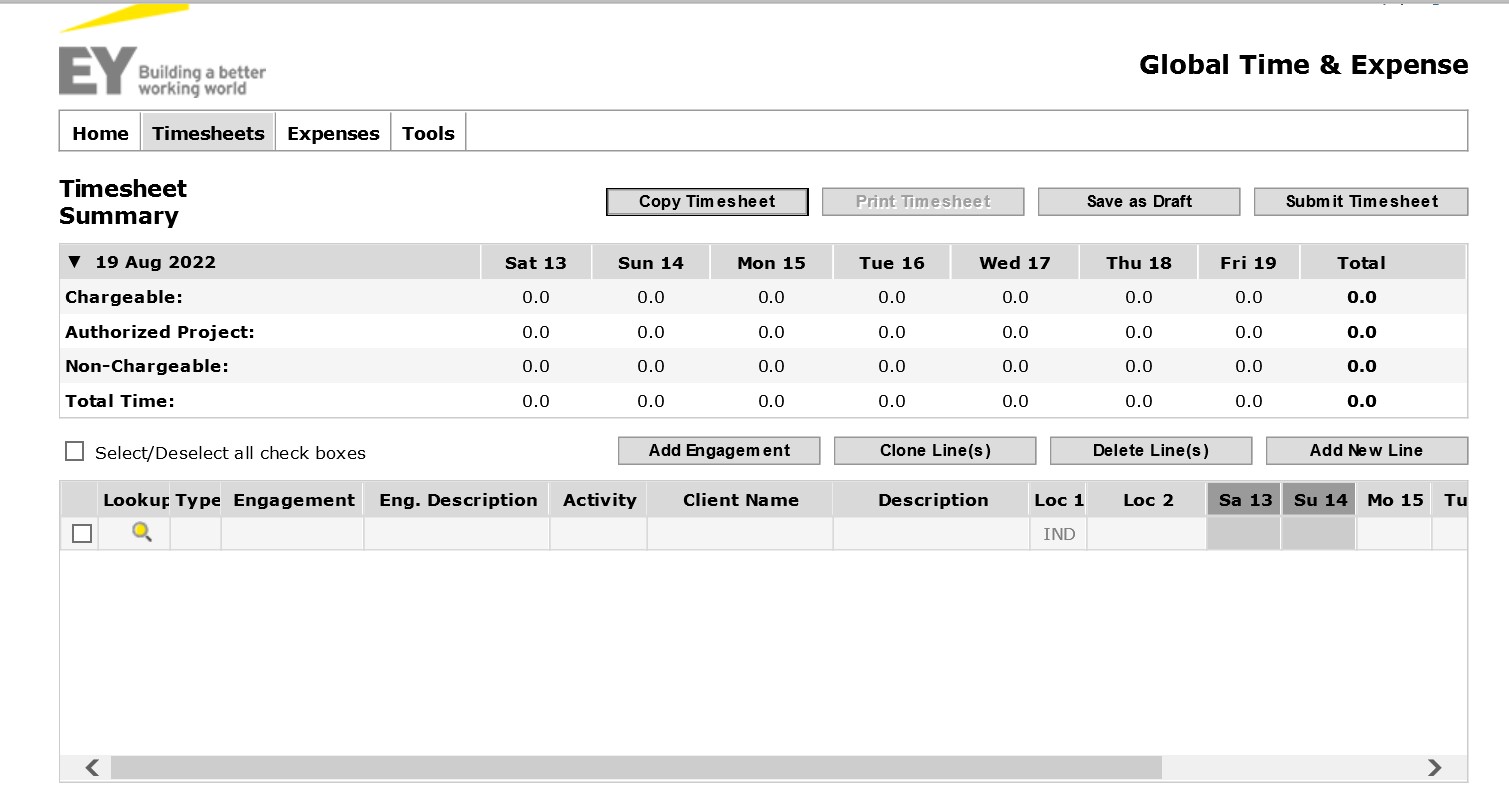 EY Building a better
working world
Global Time & Expense
Home Timesheets Expenses Tools
Timesheet
Summary
Copy Timesheet Print Timesheet Save as Draft Submit Timesheet
▼ 19 Aug 2022 Sat 13 Sun 14 Mon 15 Tue 16 Wed 17 Thu 18 Fri 19 Total
Chargeable: 0.0 0.0 0.0 0.0 0.0 0.0 0.0 0.0
Authorized Project: 0.0 0.0 0.0 0.0 0.0 0.0 0.0 0.0
Non-Chargeable: 0.0 0.0 0.0 0.0 0.0 0.0 0.0 0.0
Total Time: 0.0 0.0 0.0 0.0 0.0 0.0 0.0 0.0
Select/Deselect all check boxes Add Engagement Clone Line(s) Delete Line(s) Add New Line
Lookup Type Engagement Eng. Description Activity Client Name Description Loc 1 Loc 2 Sa 13 Su 14 Mo 15 Tu
IND